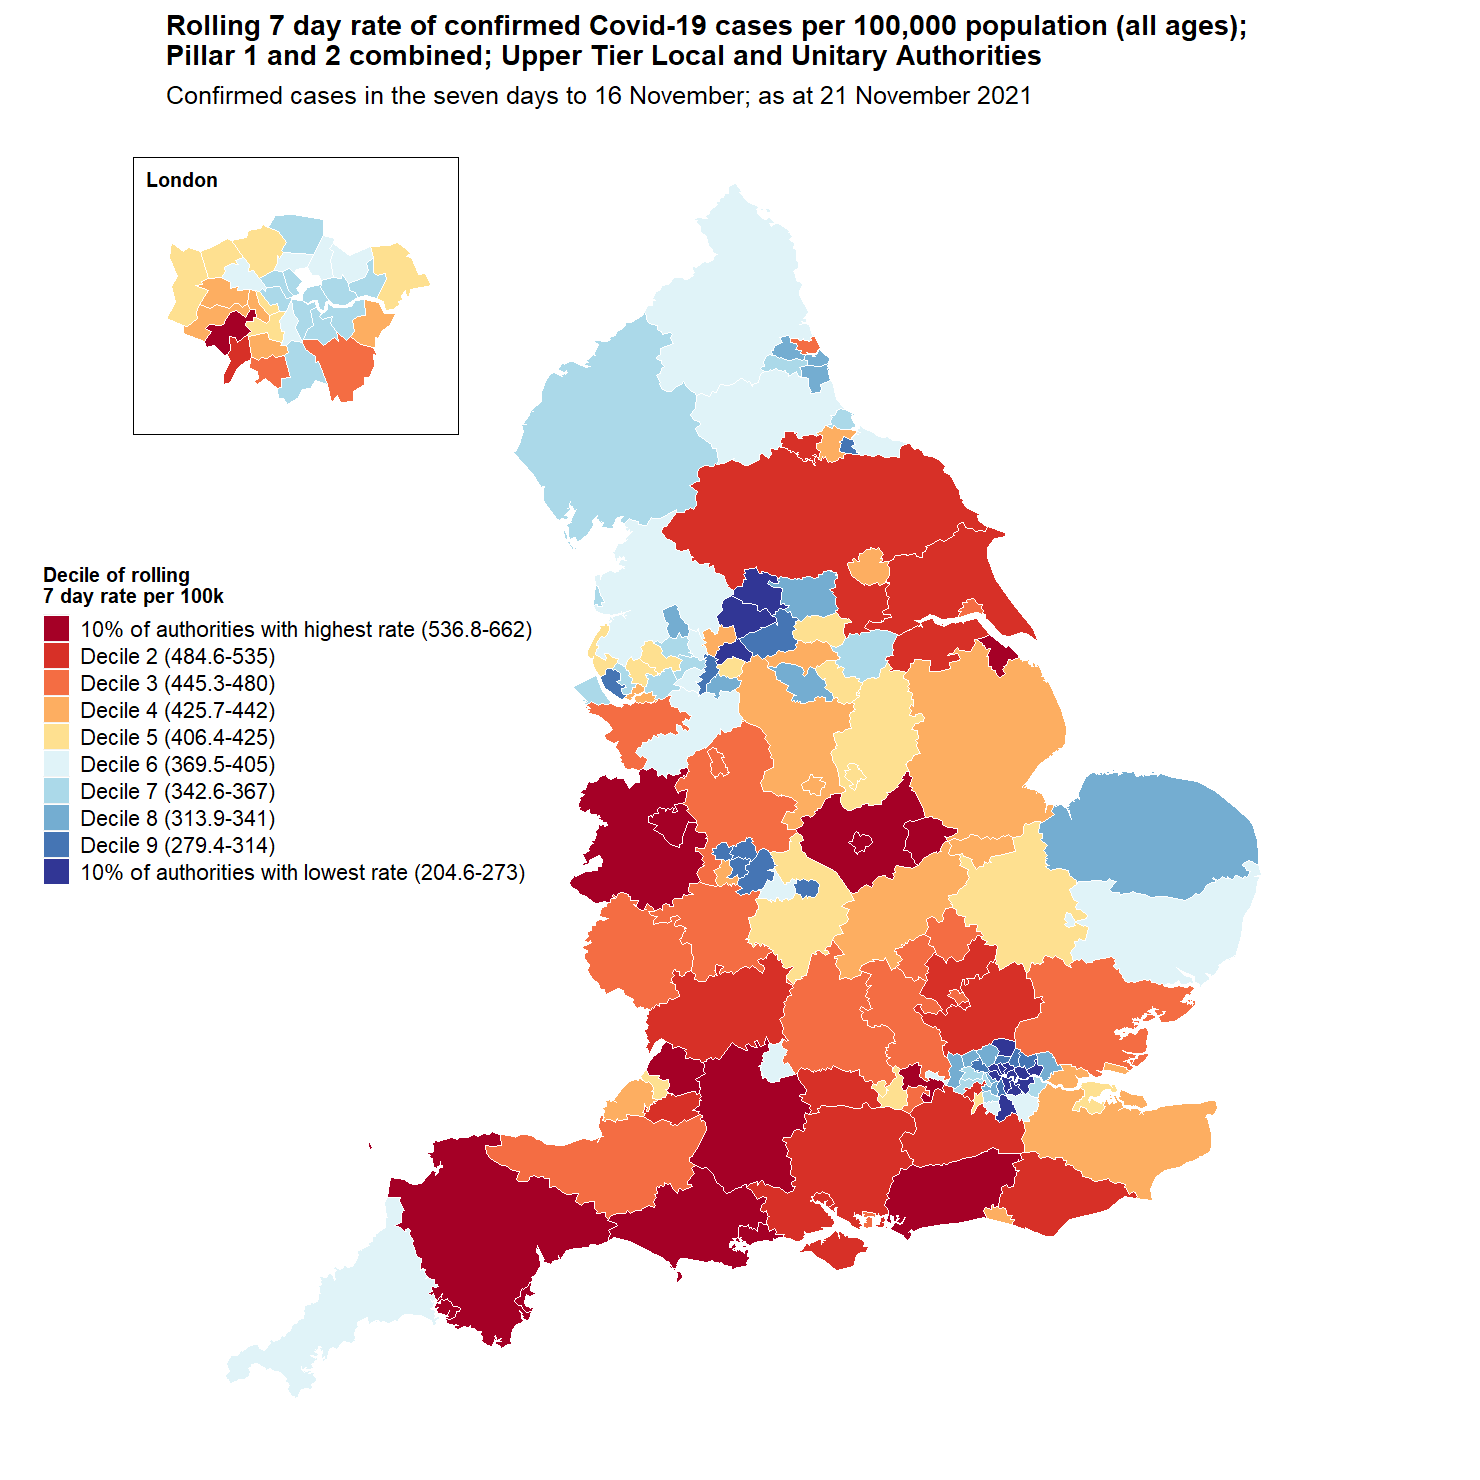 Rolling 7 day rate of confirmed Covid-19 cases per 100,000 population (all ages);
Pillar 1 and 2 combined; Upper Tier Local and Unitary Authorities
Confirmed cases in the seven days to 16 November; as at 21 November 2021
London
Decile of rolling
7 day rate per 100k
10% of authorities with highest rate (536.8-662)
Decile 2 (484.6-535)
Decile 3 (445.3-480)
Decile 4 (425.7-442)
Decile 5 (406.4-425)
Decile 6 (369.5-405)
Decile 7 (342.6-367)
Decile 8 (313.9-341)
Decile 9 (279.4-314)
10% of authorities with lowest rate (204.6-273)